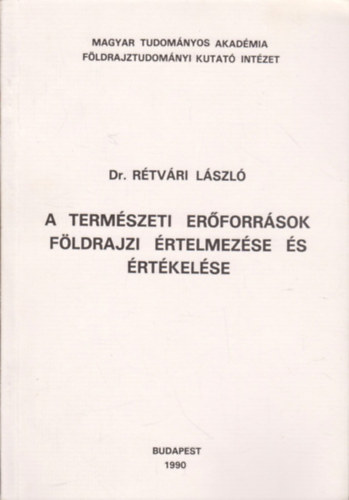 MAGYAR TUDOMÁNYOS AKADÉMIA
FÖLDRAJZTUDOMÁNYI KUTATÓ INTÉZET
Dr. RÉTVÁRI LÁSZLÓ
A TERMÉSZETI ERŐFORRÁSOK
FÖLDRAJZI ÉRTELMEZÉSE ÉS
ÉRTÉKELÉSE
BUDAPEST
1990